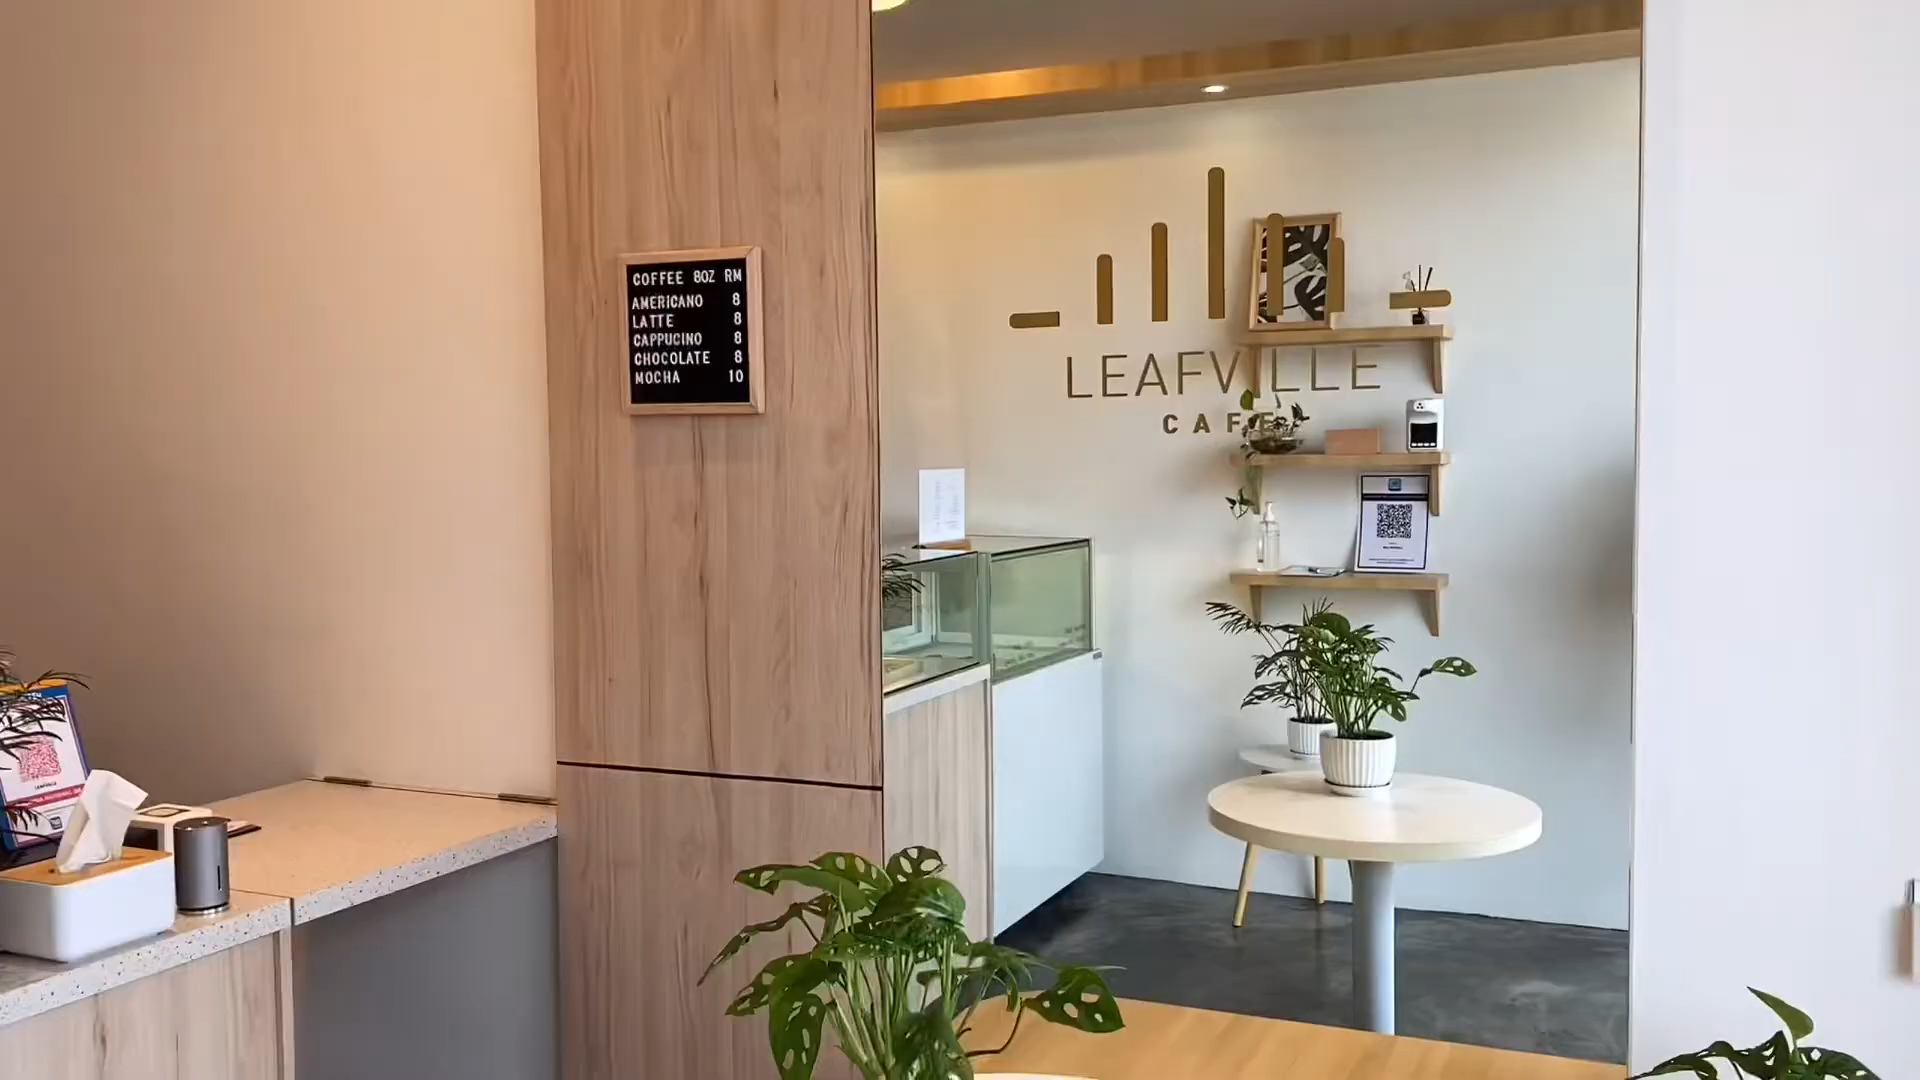 COFFEE 8OZ RM
AMERICANO 8
LATTE 8
CAPPUCINO 8
CHOCOLATE 8
MOCHA 10
LEAFVILLE
CAFE